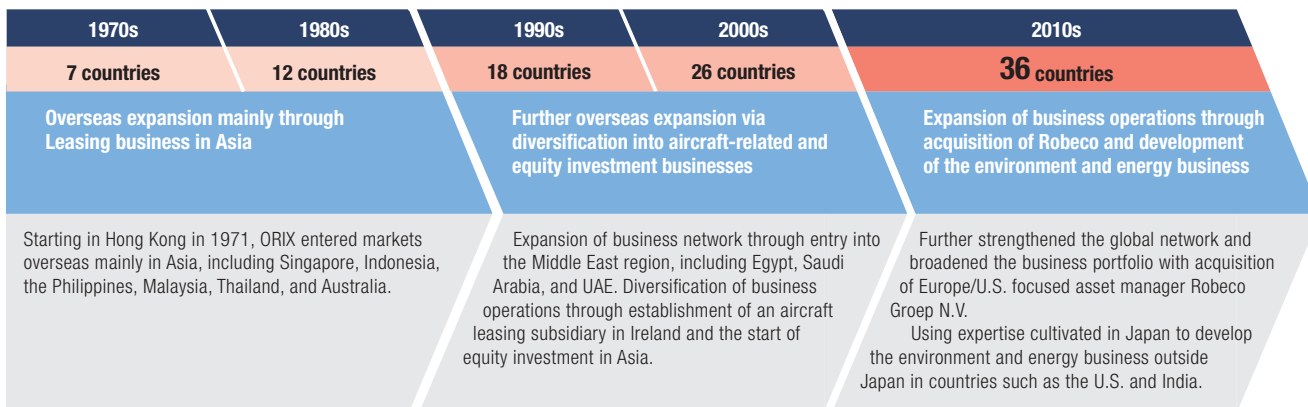 1970s
1980s
1990s
2000s
2010s
7 countries
12 countries
18 countries
26 countries
36 countries
Overseas expansion mainly through
Leasing business in Asia
Further overseas expansion via
diversification into aircraft-related and
equity investment businesses
Expansion of business operations through
acquisition of Robeco and development
of the environment and energy business
Starting in Hong Kong in 1971, ORIX entered markets
overseas mainly in Asia, including Singapore, Indonesia,
the Philippines, Malaysia, Thailand, and Australia.
Expansion of business network through entry into
the Middle East region, including Egypt, Saudi
Arabia, and UAE. Diversification of business
operations through establishment of an aircraft
leasing subsidiary in Ireland and the start of
equity investment in Asia.
Further strengthened the global network and
broadened the business portfolio with acquisition
of Europe/U.S. focused asset manager Robeco
Groep N.V.
Using expertise cultivated in Japan to develop
the environment and energy business outside
Japan in countries such as the U.S. and India.